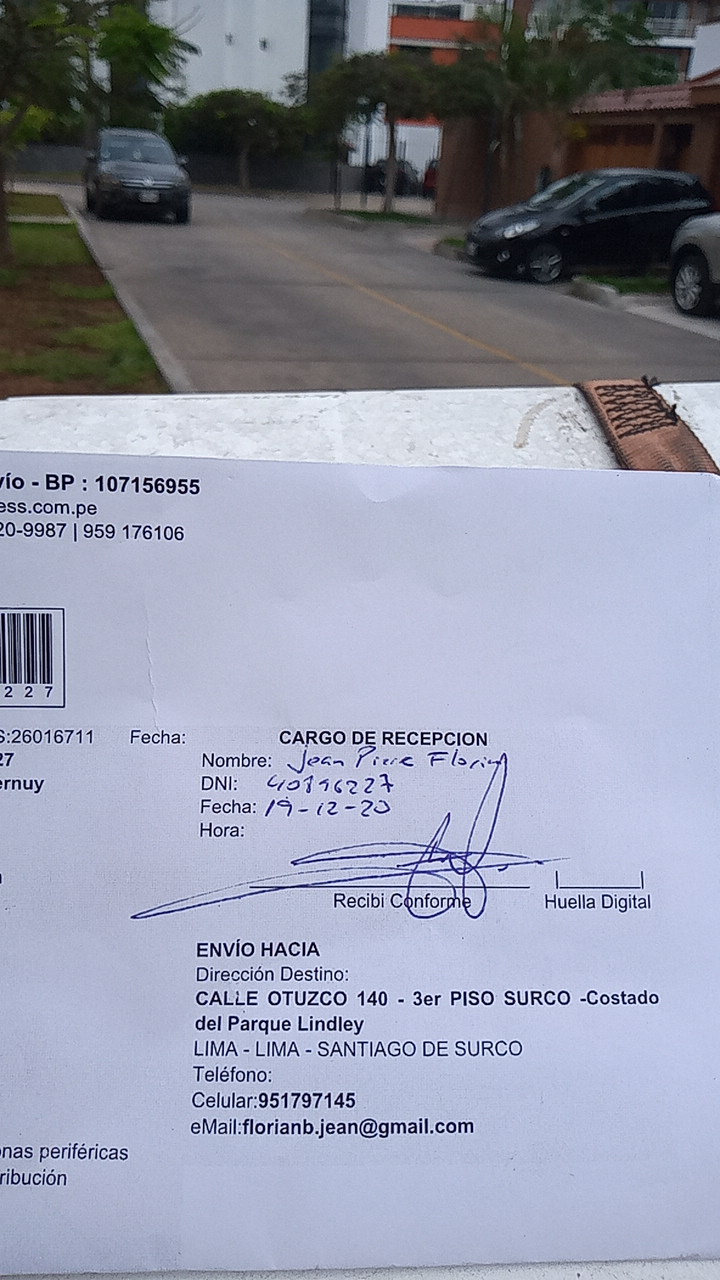 vío - BP : 107156955
ess.com.pe
20-9987 | 959 176106
2 2 7
S:26016711 Fecha: CARGO DE RECEPCION
27 Nombre: Jean Piere Florian
ernuy DNI: 40896227
Fecha: 19-12-20
Hora:
Recibi Conforme Huella Digital
ENVÍO HACIA
Dirección Destino:
CALLE OTUZCO 140 - 3er PISO SURCO -Costado
del Parque Lindley
LIMA - LIMA - SANTIAGO DE SURCO
Teléfono:
Celular:951797145
eMail:florianb.jean@gmail.com
onas periféricas
ribución